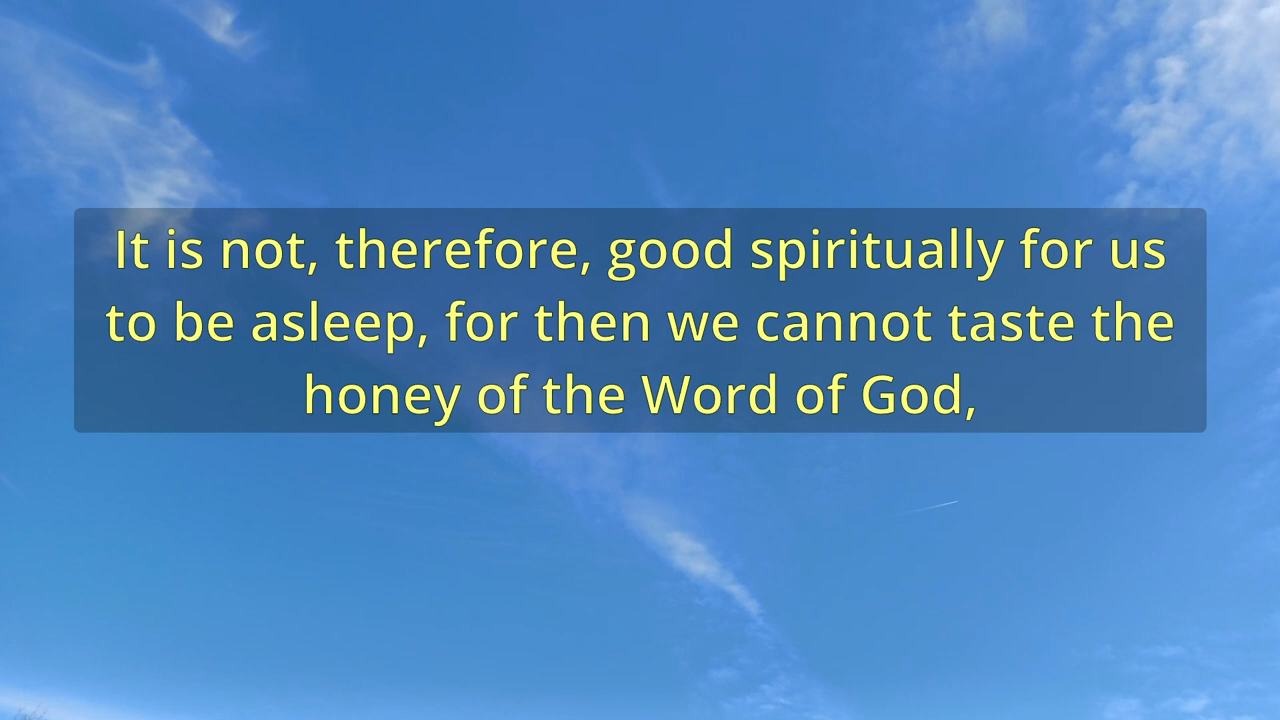 It is not, therefore, good spiritually for us
to be asleep, for then we cannot taste the
honey of the Word of God,